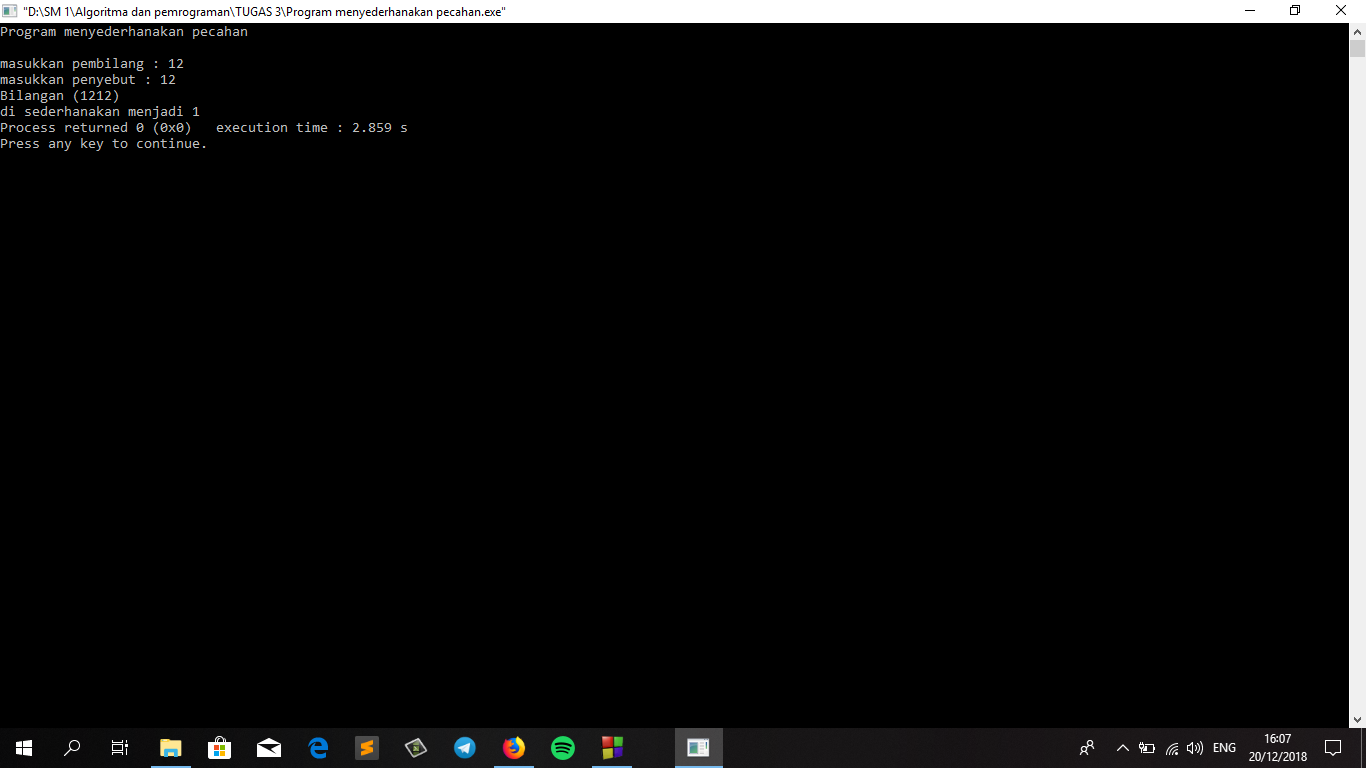 "D:\SM 1\Algoritma dan pemrograman\TUGAS 3\Program menyederhanakan pecahan.exe"
Program menyederhanakan pecahan
masukkan pembilang : 12
masukkan penyebut : 12
Bilangan (1212)
di sederhanakan menjadi 1
Process returned 0 (0x0)   execution time : 2.859 s
Press any key to continue.
ENG
16:07
20/12/2018